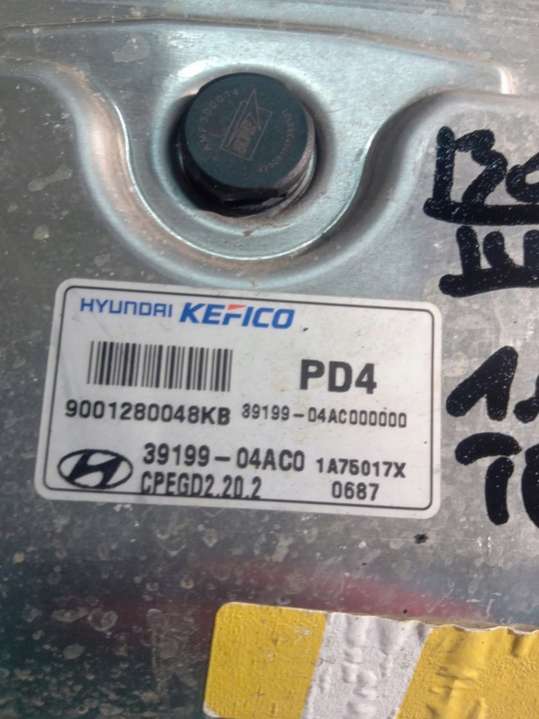 HYUNDAI KEFICO
PD4
9001280048KB 39199-04AC000000
39199-04AC0 1A75017X
CPEGD2.20.2 0687